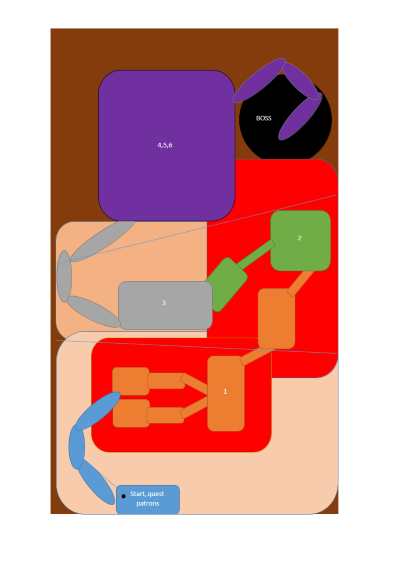 BOSS
4,5,6
2
3
1
Start, quest
patrons